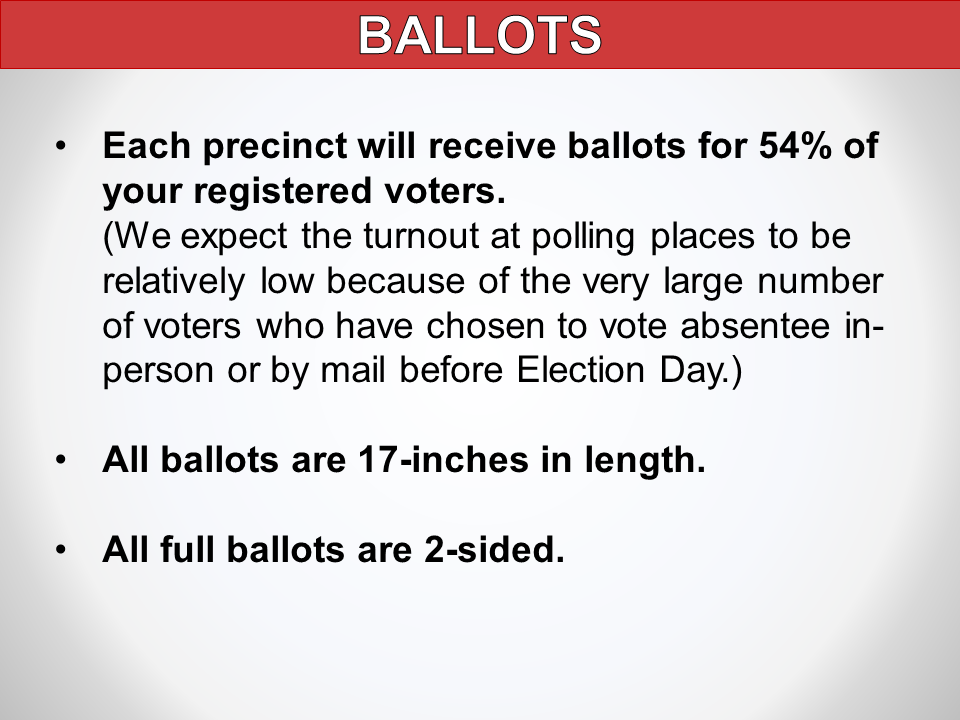 BALLOTS
• Each precinct will receive ballots for 54% of
your registered voters.
(We expect the turnout at polling places to be
relatively low because of the very large number
of voters who have chosen to vote absentee in-
person or by mail before Election Day.)
• All ballots are 17-inches in length.
• All full ballots are 2-sided.